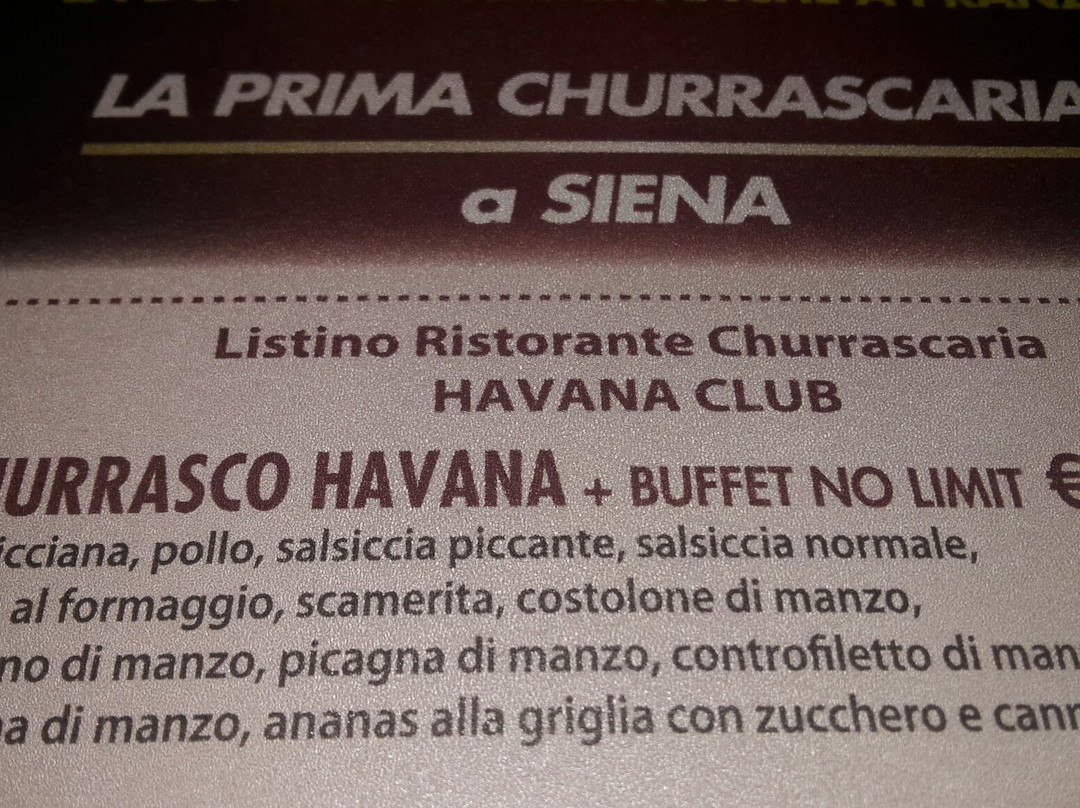 LA PRIMA CHURRASCARIA
a SIENA
Listino Ristorante Churrascaria
HAVANA CLUB
URRASCO HAVANA + BUFFET NO LIMIT €
icciana, pollo, salsiccia piccante, salsiccia normale,
al formaggio, scamerita, costolone di manzo,
no di manzo, picagna di manzo, controfiletto di man
a di manzo, ananas alla griglia con zucchero e cann